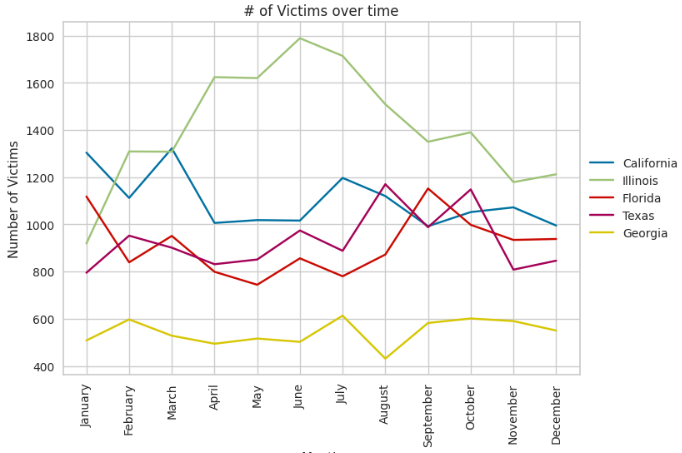 # of Victims over time
Number of Victims
1800
1600
1400
1200
1000
800
600
400
January
February
March
April
May
June
July
August
September
October
November
December
California
Illinois
Florida
Texas
Georgia